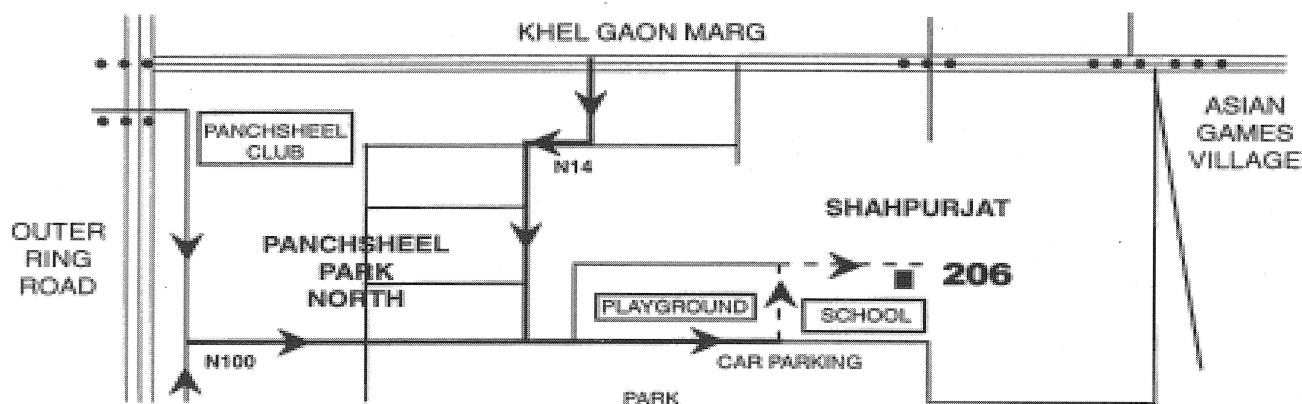 KHEL GAON MARG
PANCHSHEEL
CLUB
ASIAN
GAMES
VILLAGE
N14
SHAHPURJAT
OUTER
RING
ROAD
PANCHSHEEL
PARK
NORTH
206
PLAYGROUND
SCHOOL
N100
CAR PARKING
PARK